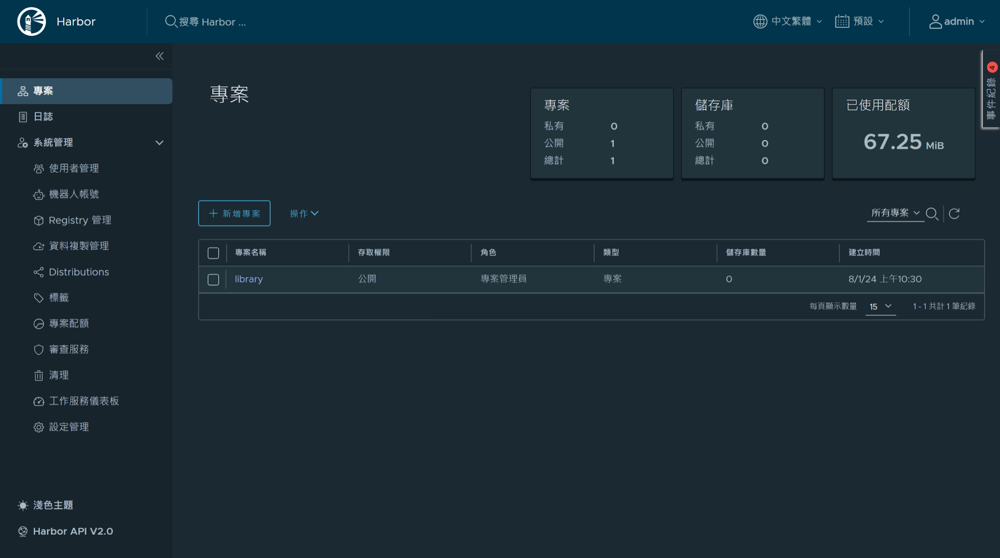 Harbor
搜尋 Harbor ...
中文繁體
預設
admin
事件紀錄 4
專案
日誌
系統管理
使用者管理
機器人帳號
Registry 管理
資料複製管理
Distributions
標籤
專案配額
審查服務
清理
工作服務儀表板
設定管理
淺色主題
Harbor API V2.0
專案
專案
私有 0
公開 1
總計 1
儲存庫
私有 0
公開 0
總計 0
已使用配額
67.25 MiB
新增專案
操作
所有專案
專案名稱 存取權限 角色 類型 儲存庫數量 建立時間
library 公開 專案管理員 專案 0 8/1/24 上午10:30
每頁顯示數量 15 1 - 1 共計 1 筆紀錄